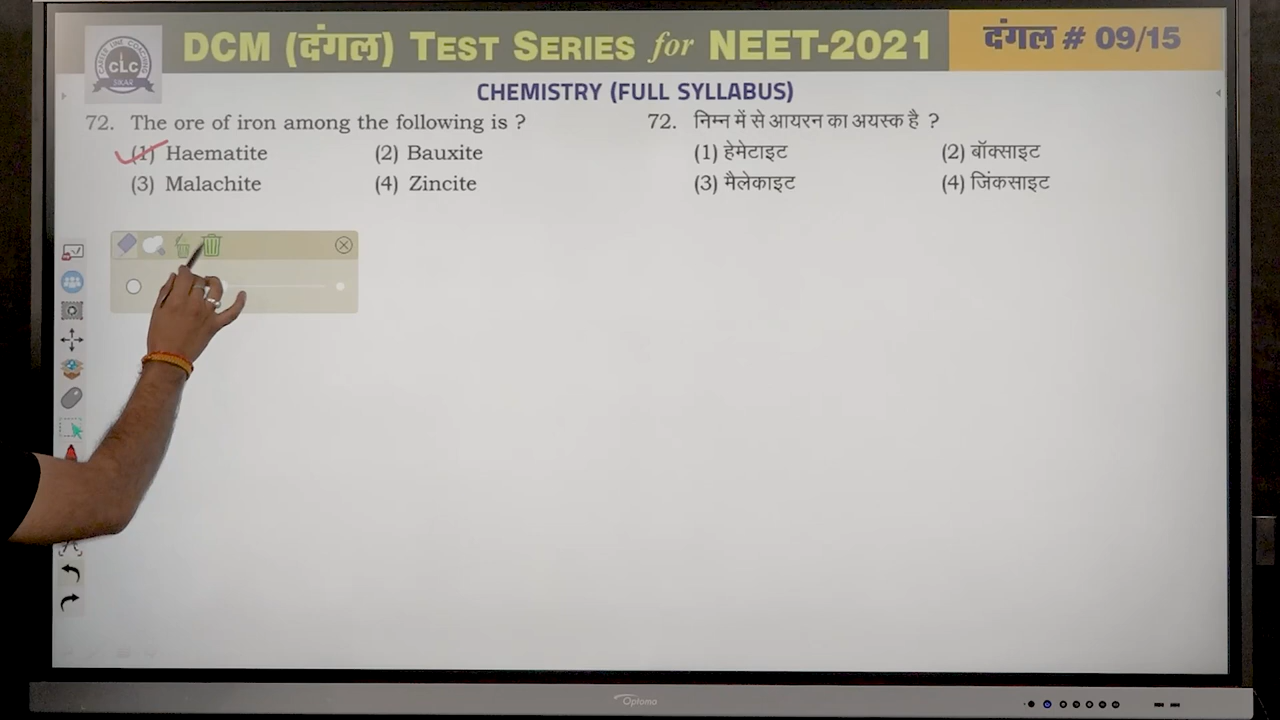 DCM (दंगल) TEST SERIES for NEET-2021
दंगल # 09/15
CLC
SIKAR
CHEMISTRY (FULL SYLLABUS)
72. The ore of iron among the following is ?
(1) Haematite (2) Bauxite
(3) Malachite (4) Zincite
72. निम्न में से आयरन का अयस्क है ?
(1) हेमेटाइट (2) बॉक्साइट
(3) मैलेकाइट (4) जिंकसाइट
Optoma